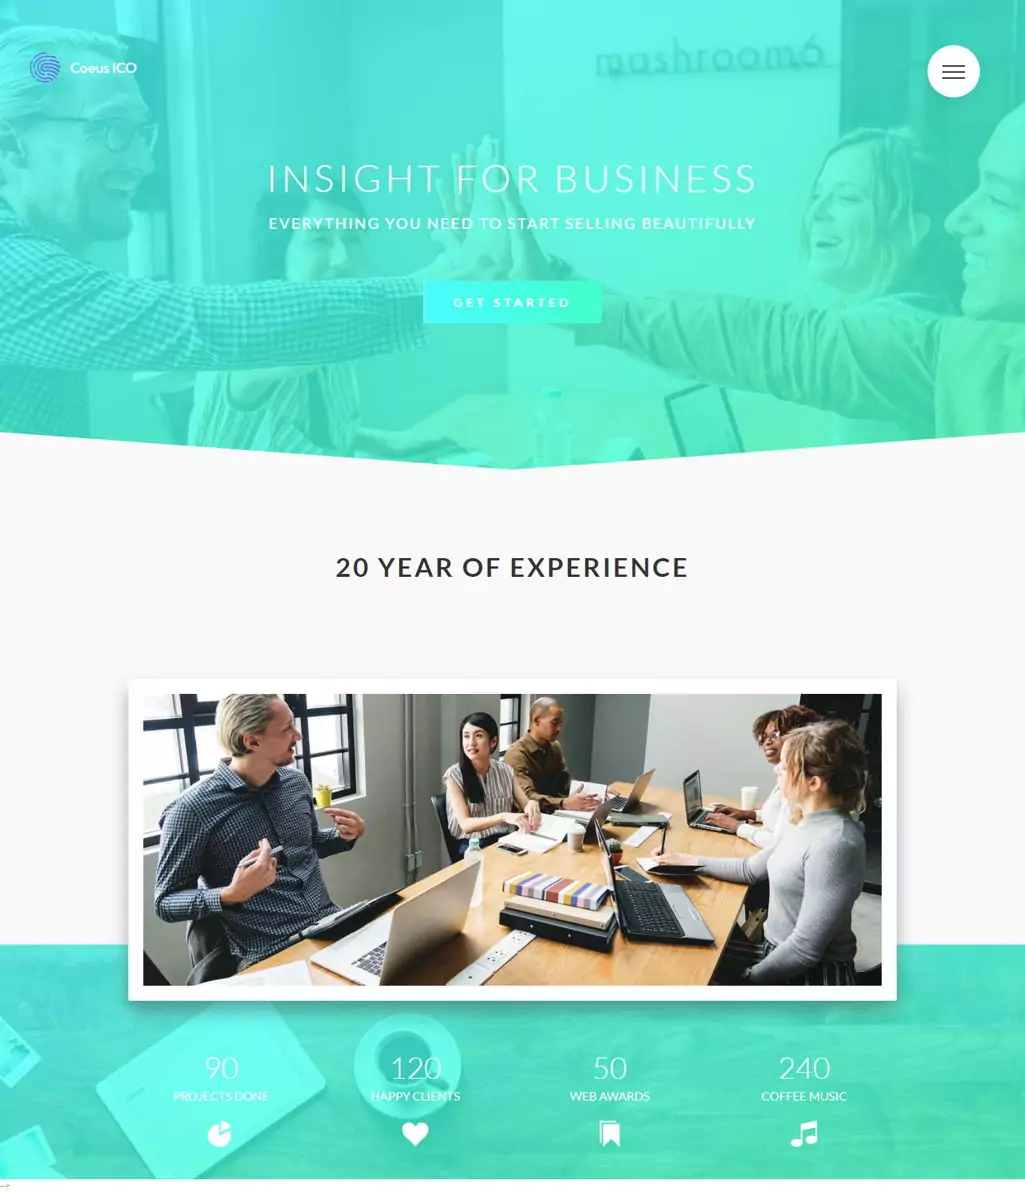 mashroom6
Coeus ICO
INSIGHT FOR BUSINESS
EVERYTHING YOU NEED TO START SELLING BEAUTIFULLY
GET STARTED
20 YEAR OF EXPERIENCE
90
120
50
240
PROJECTS DONE
HAPPY CLIENTS
WEB AWARDS
COFFEE MUSIC